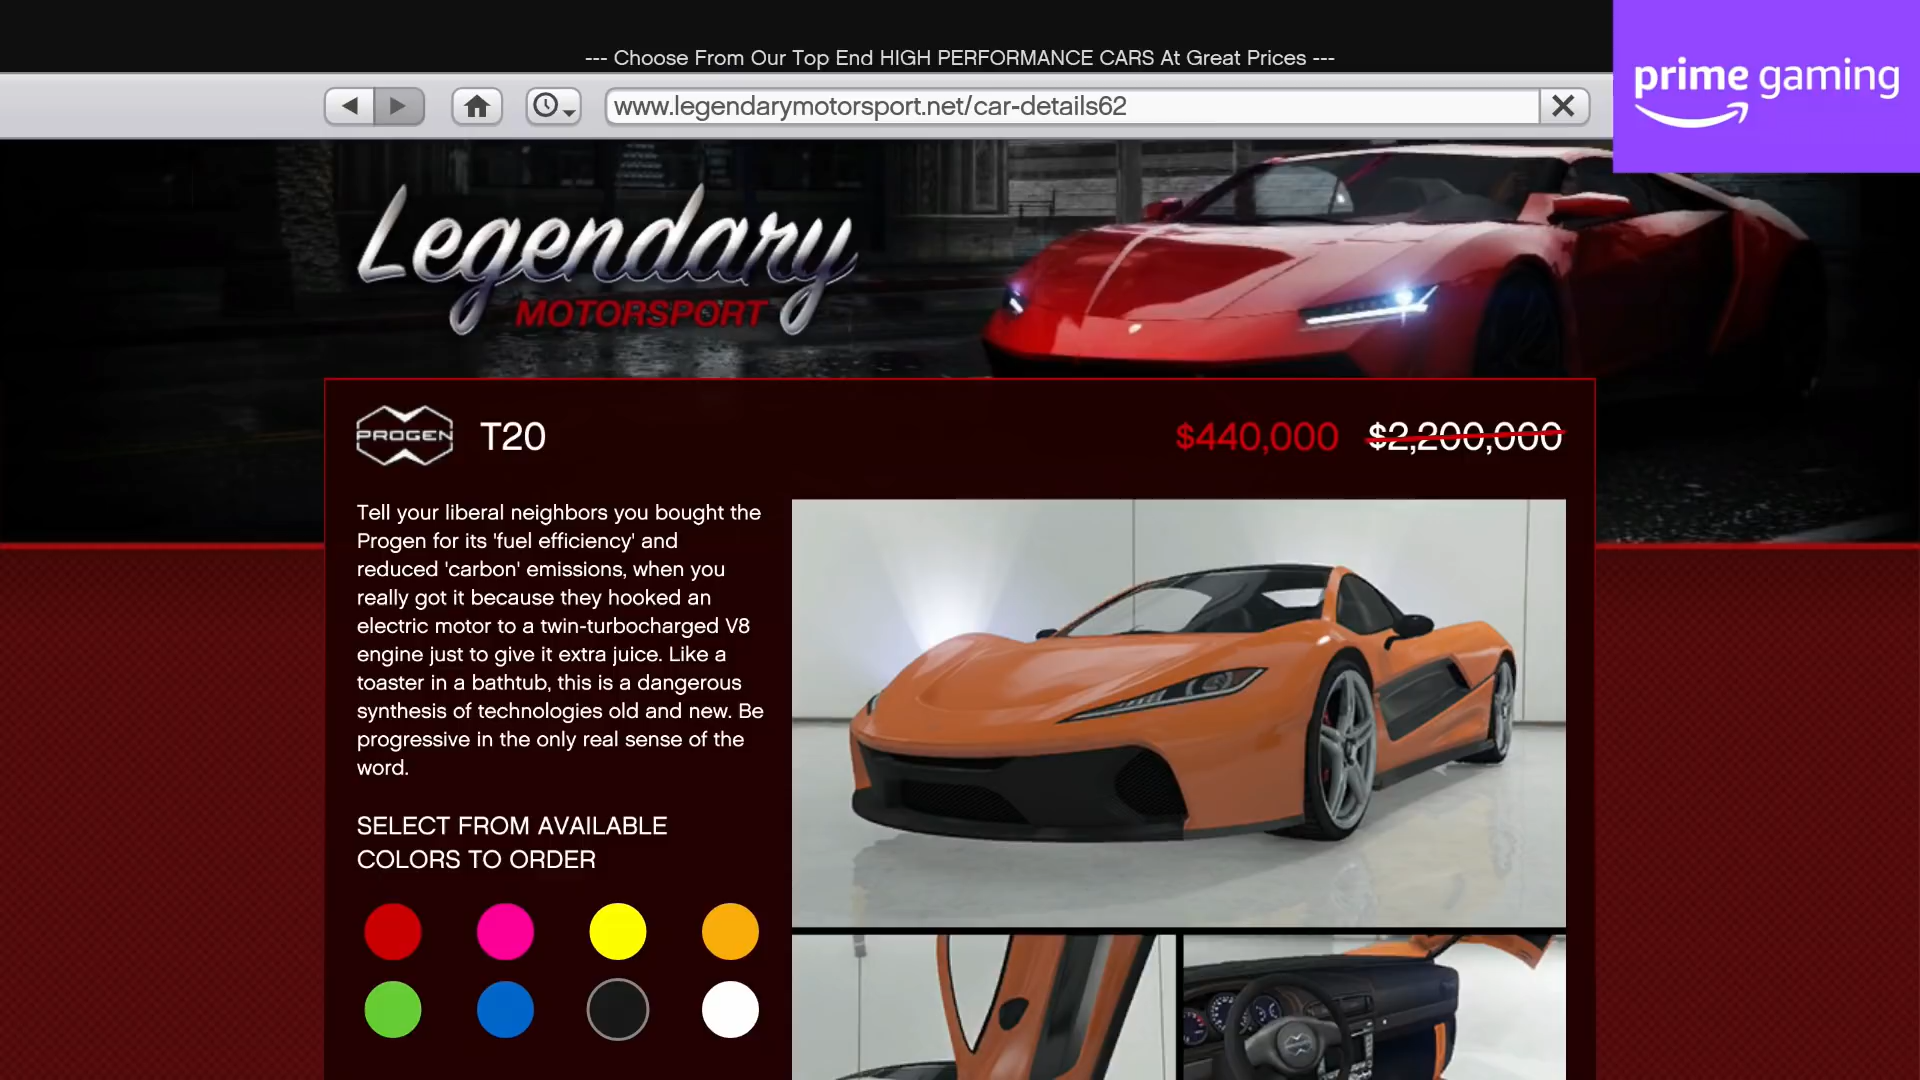 --- Choose From Our Top End HIGH PERFORMANCE CARS At Great Prices ---
www.legendarymotorsport.net/car-details62
prime gaming
Legendary
MOTORSPORT
PROGEN
T20
$440,000 $2,200,000
Tell your liberal neighbors you bought the
Progen for its 'fuel efficiency' and
reduced 'carbon' emissions, when you
really got it because they hooked an
electric motor to a twin-turbocharged V8
engine just to give it extra juice. Like a
toaster in a bathtub, this is a dangerous
synthesis of technologies old and new. Be
progressive in the only real sense of the
word.
SELECT FROM AVAILABLE
COLORS TO ORDER